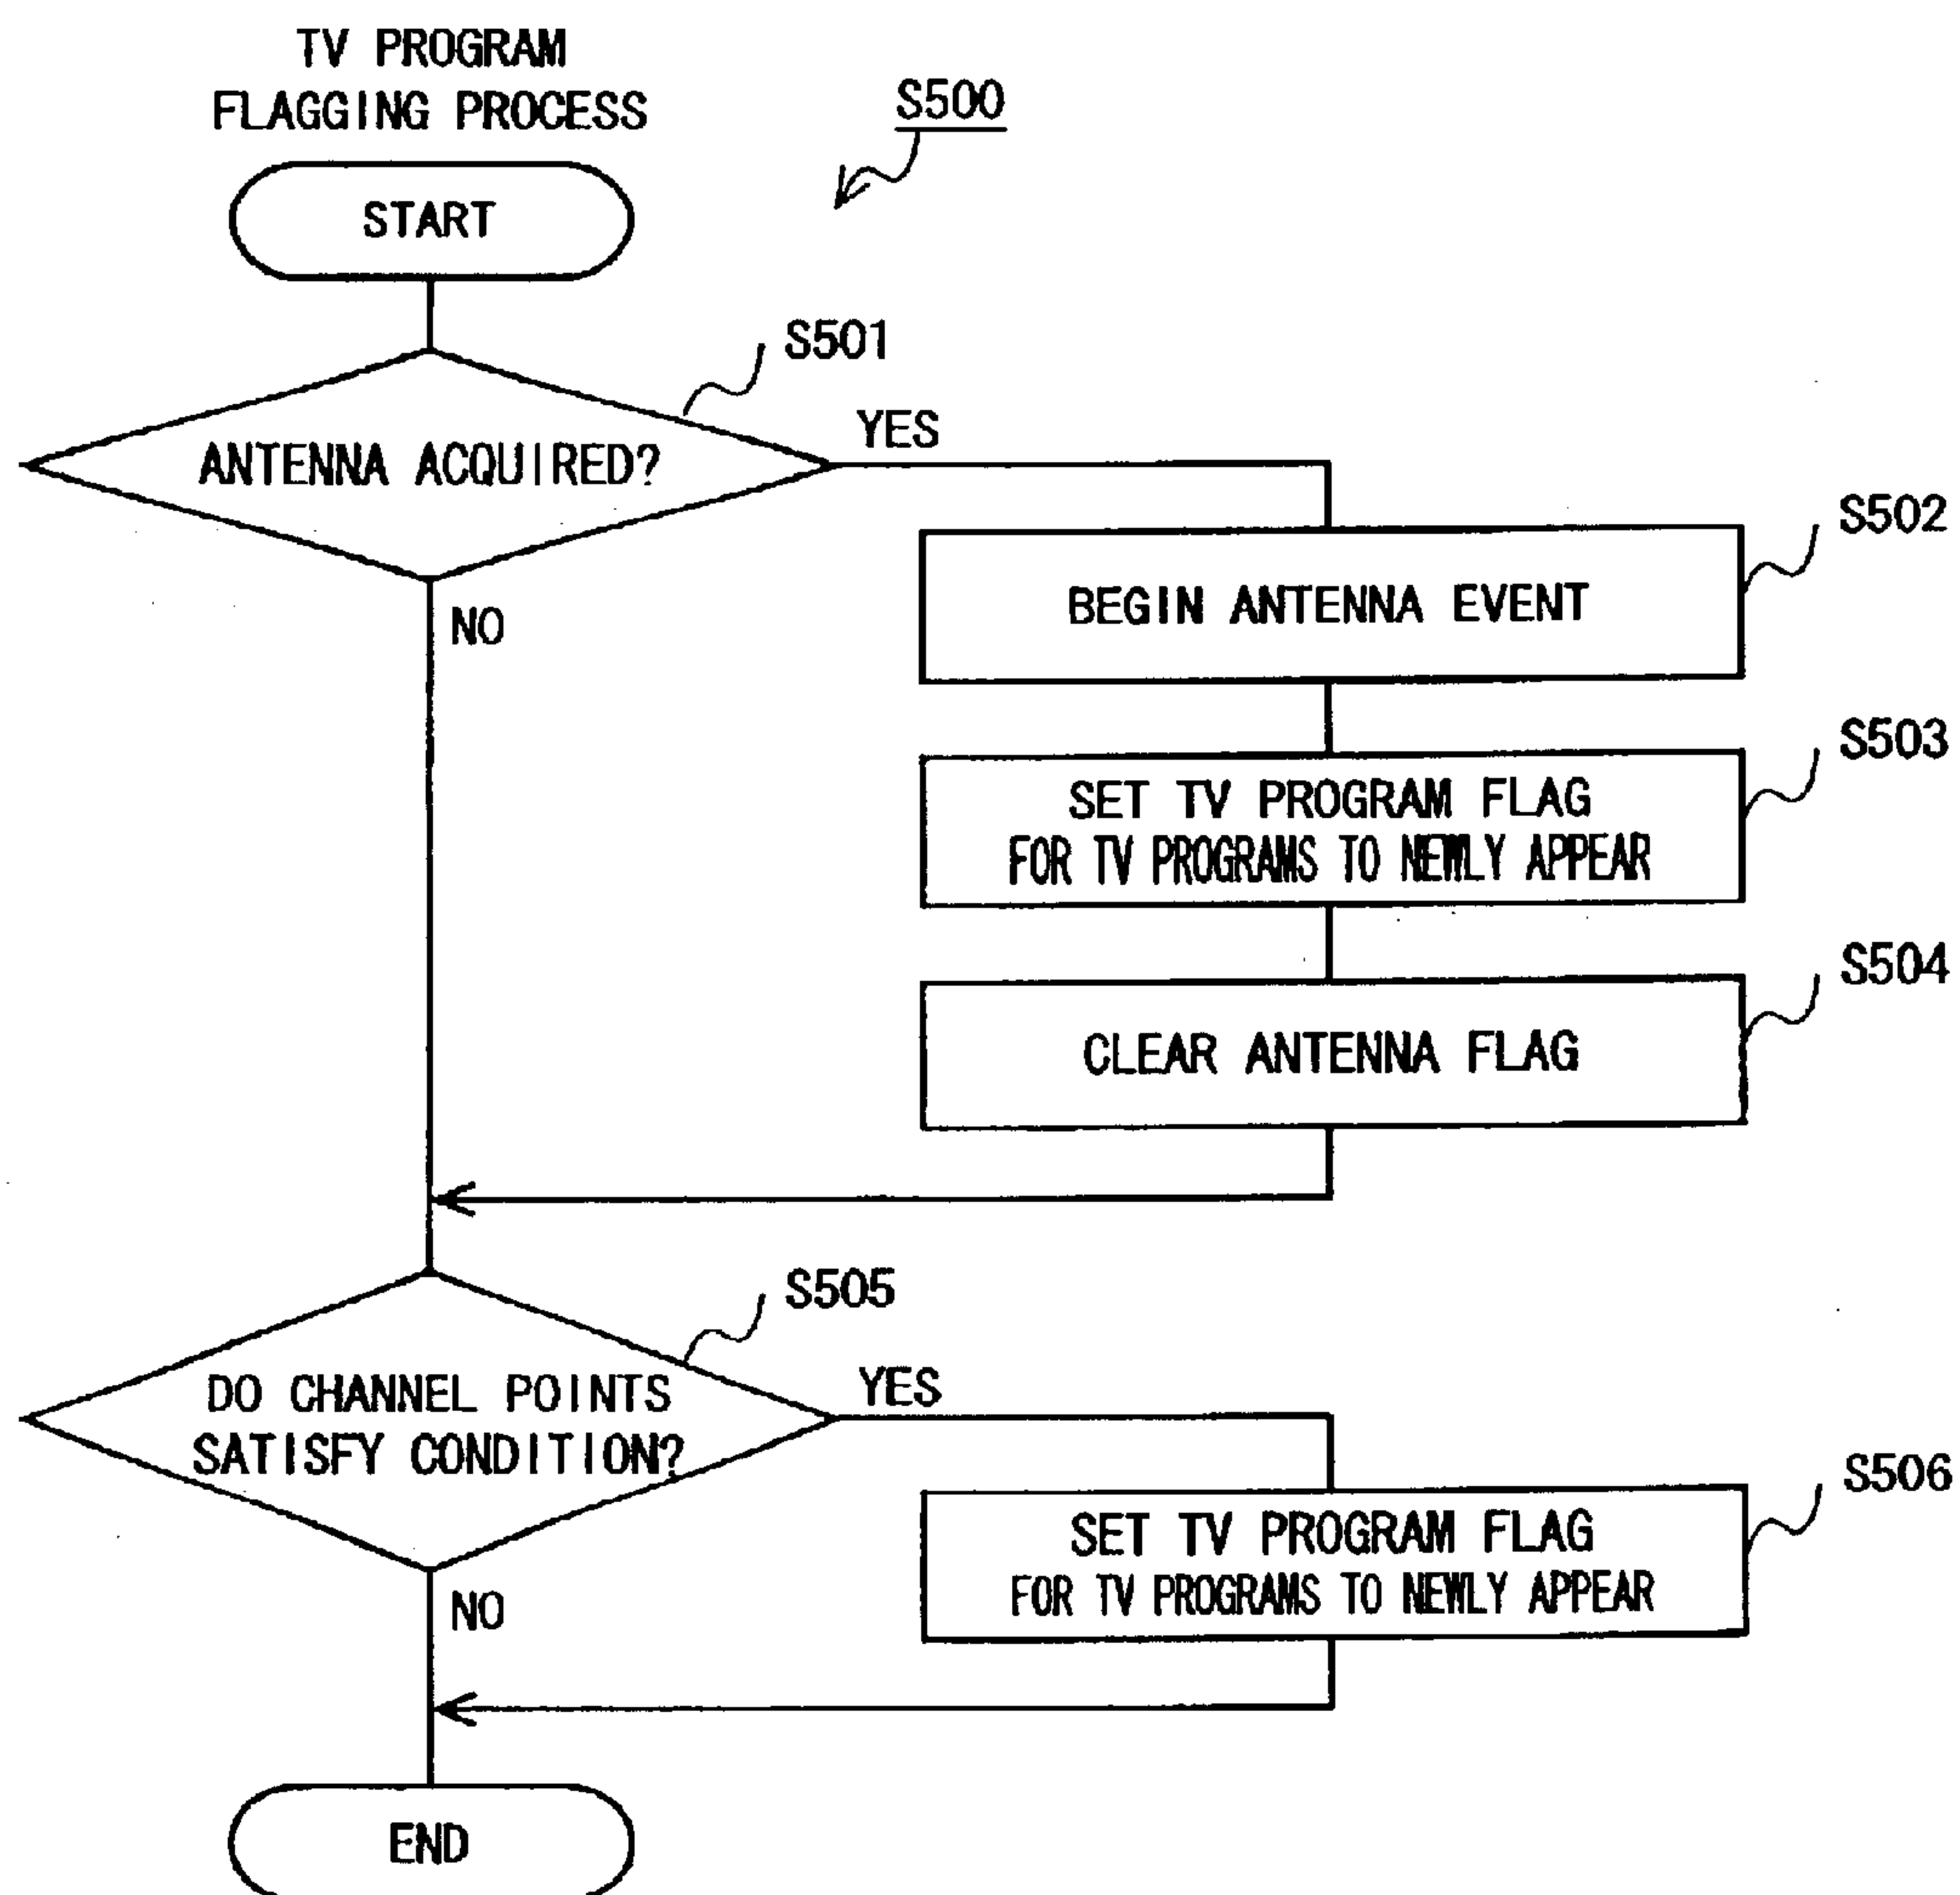 TV PROGRAM
FLAGGING PROCESS
S500
START
S501
ANTENNA ACQUIRED?
YES
NO
S502
BEGIN ANTENNA EVENT
S503
SET TV PROGRAM FLAG
FOR TV PROGRAMS TO NEWLY APPEAR
S504
CLEAR ANTENNA FLAG
S505
DO CHANNEL POINTS
SATISFY CONDITION?
YES
NO
S506
SET TV PROGRAM FLAG
FOR TV PROGRAMS TO NEWLY APPEAR
END